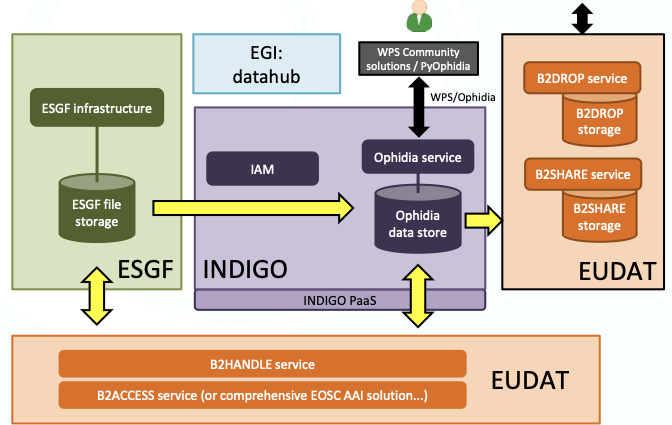 EGI:
datahub
WPS Community
solutions / PyOphidia
WPS/Ophidia
ESGF infrastructure
ESGF file
storage
ESGF
IAM
Ophidia service
Ophidia
data store
INDIGO
INDIGO PaaS
B2DROP service
B2DROP
storage
B2SHARE service
B2SHARE
storage
EUDAT
B2HANDLE service
B2ACCESS service (or comprehensive EOSC AAI solution...)
EUDAT